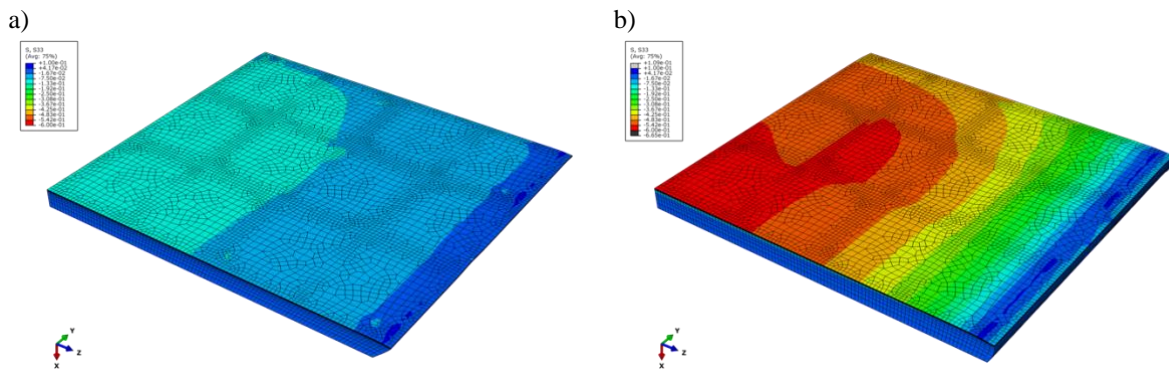 a)
S, S33
(Avg: 75%)
+1.00e-01
+4.17e-02
-1.67e-02
-7.50e-02
-1.33e-01
-1.92e-01
-2.50e-01
-3.08e-01
-3.67e-01
-4.25e-01
-4.83e-01
-5.42e-01
-6.00e-01
Y
Z
X
b)
S, S33
(Avg: 75%)
+1.09e-01
+1.00e-01
+4.17e-02
-1.67e-02
-7.50e-02
-1.33e-01
-1.92e-01
-2.50e-01
-3.08e-01
-3.67e-01
-4.25e-01
-4.83e-01
-5.42e-01
-6.00e-01
-6.65e-01
Y
Z
X